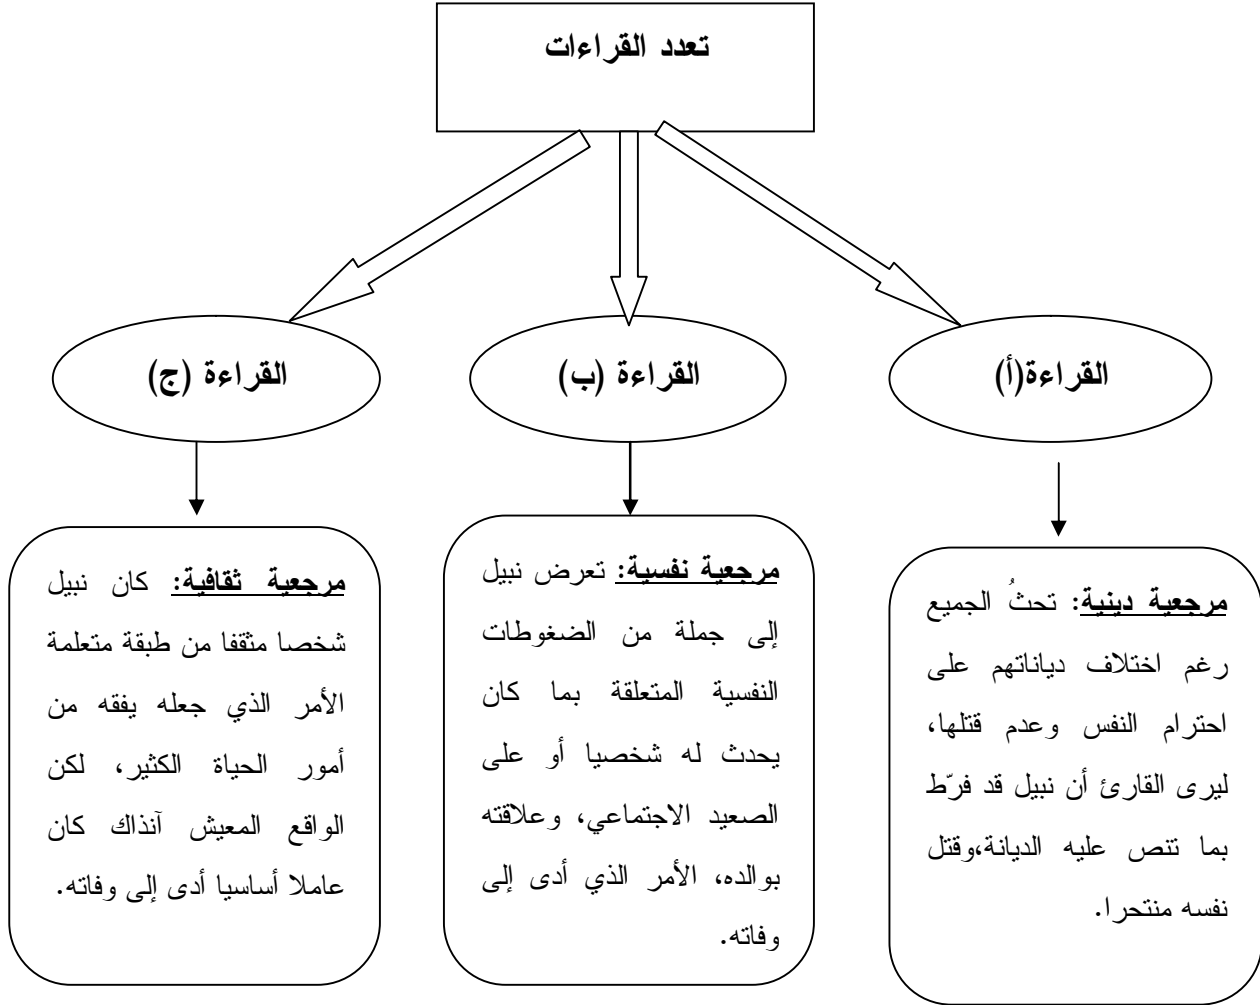 تعدد القراءات
القراءة(أ)
القراءة (ب)
القراءة (ج)
مرجعية دينية: تحثُ الجميع
رغم اختلاف دياناتهم على
احترام النفس وعدم قتلها،
ليرى القارئ أن نبيل قد فرّط
بما تنص عليه الديانة،وقتل
نفسه منتحرا.
مرجعية نفسية: تعرض نبيل
إلى جملة من الضغوطات
النفسية المتعلقة بما كان
يحدث له شخصيا أو على
الصعيد الاجتماعي، وعلاقته
بوالده، الأمر الذي أدى إلى
وفاته.
مرجعية ثقافية: كان نبيل
شخصا مثقفا من طبقة متعلمة
الأمر الذي جعله يفقه من
أمور الحياة الكثير، لكن
الواقع المعيش آنذاك كان
عاملا أساسيا أدى إلى وفاته.